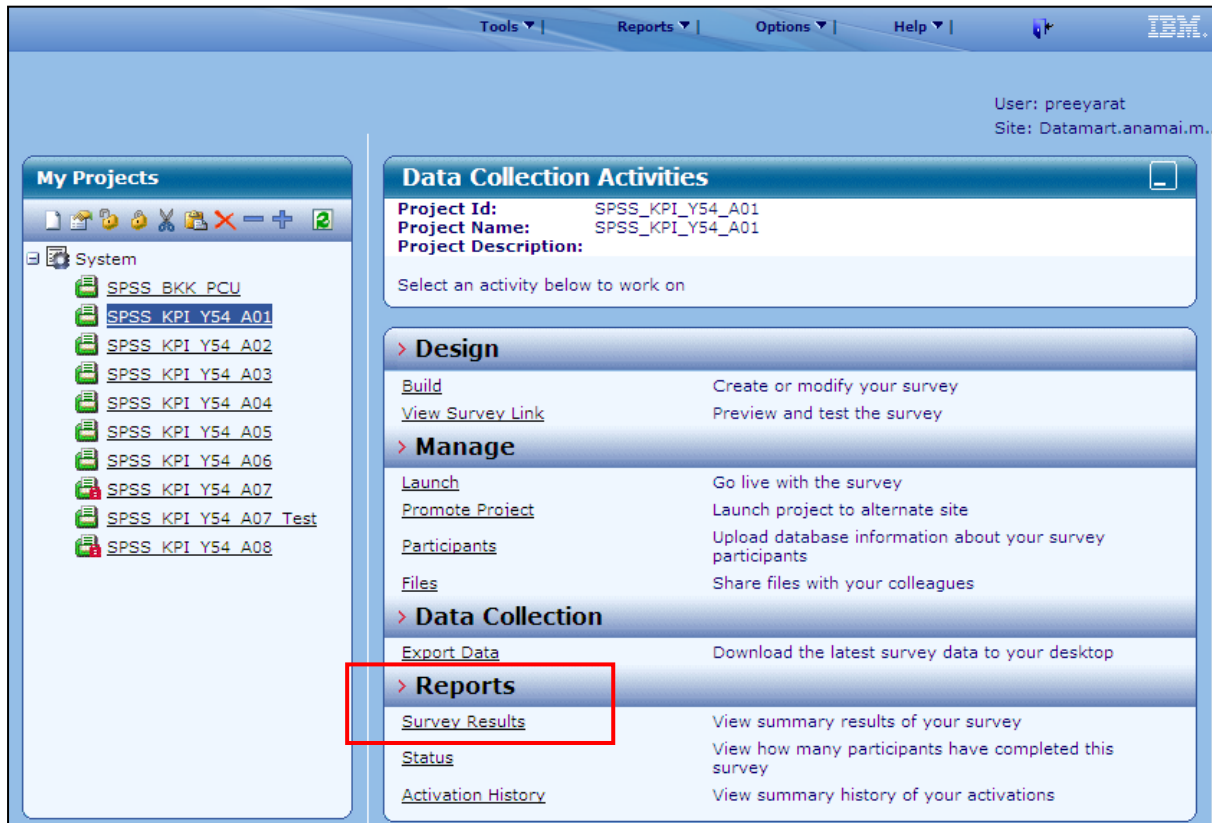 Tools | Reports | Options | Help | IBM.
User: preeyarat
Site: Datamart.anamai.m..
My Projects
System
SPSS_BKK_PCU
SPSS_KPI_Y54_A01
SPSS_KPI_Y54_A02
SPSS_KPI_Y54_A03
SPSS_KPI_Y54_A04
SPSS_KPI_Y54_A05
SPSS_KPI_Y54_A06
SPSS_KPI_Y54_A07
SPSS_KPI_Y54_A07_Test
SPSS_KPI_Y54_A08
Data Collection Activities
Project Id: SPSS_KPI_Y54_A01
Project Name: SPSS_KPI_Y54_A01
Project Description:
Select an activity below to work on
> Design
Build Create or modify your survey
View Survey Link Preview and test the survey
> Manage
Launch Go live with the survey
Promote Project Launch project to alternate site
Participants Upload database information about your survey
participants
Files Share files with your colleagues
> Data Collection
Export Data Download the latest survey data to your desktop
> Reports
Survey Results View summary results of your survey
Status View how many participants have completed this
survey
Activation History View summary history of your activations